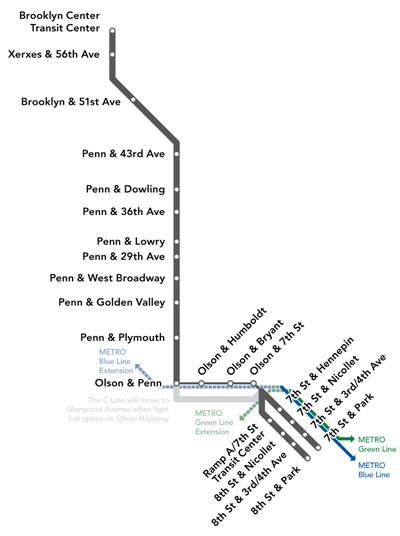 Brooklyn Center
Transit Center
Xerxes & 56th Ave
Brooklyn & 51st Ave
Penn & 43rd Ave
Penn & Dowling
Penn & 36th Ave
Penn & Lowry
Penn & 29th Ave
Penn & West Broadway
Penn & Golden Valley
Penn & Plymouth
METRO
Blue Line
Extension
Olson & Penn
The C Line will move to
Glenwood Avenue when light
rail opens on Olson Highway
Olson & Humboldt
Olson & Bryant
Olson & 7th St
METRO
Green Line
Extension
7th St & Hennepin
7th St & Nicollet
7th St & 3rd/4th Ave
7th St & Park
Ramp A/7th St
Transit Center
8th St & Nicollet
8th St & 3rd/4th Ave
8th St & Park
METRO
Green Line
METRO
Blue Line